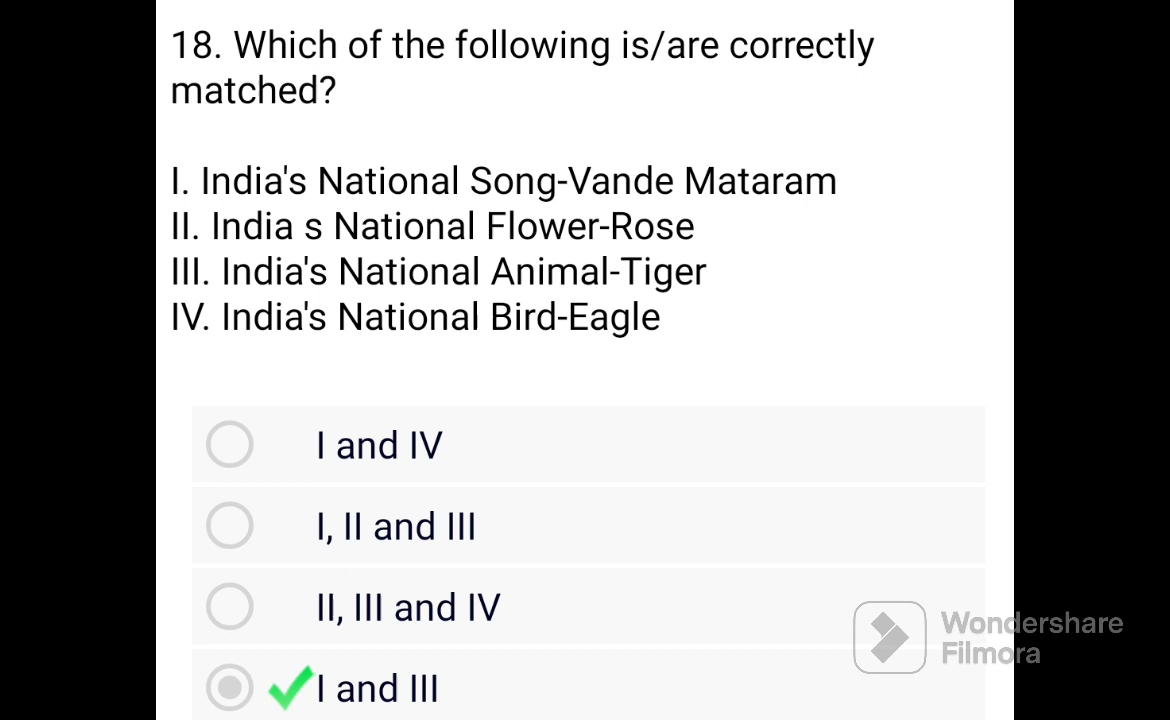 18. Which of the following is/are correctly
matched?
I. India's National Song-Vande Mataram
II. India s National Flower-Rose
III. India's National Animal-Tiger
IV. India's National Bird-Eagle
I and IV
I, II and III
II, III and IV
I and III
Wondershare
Filmora